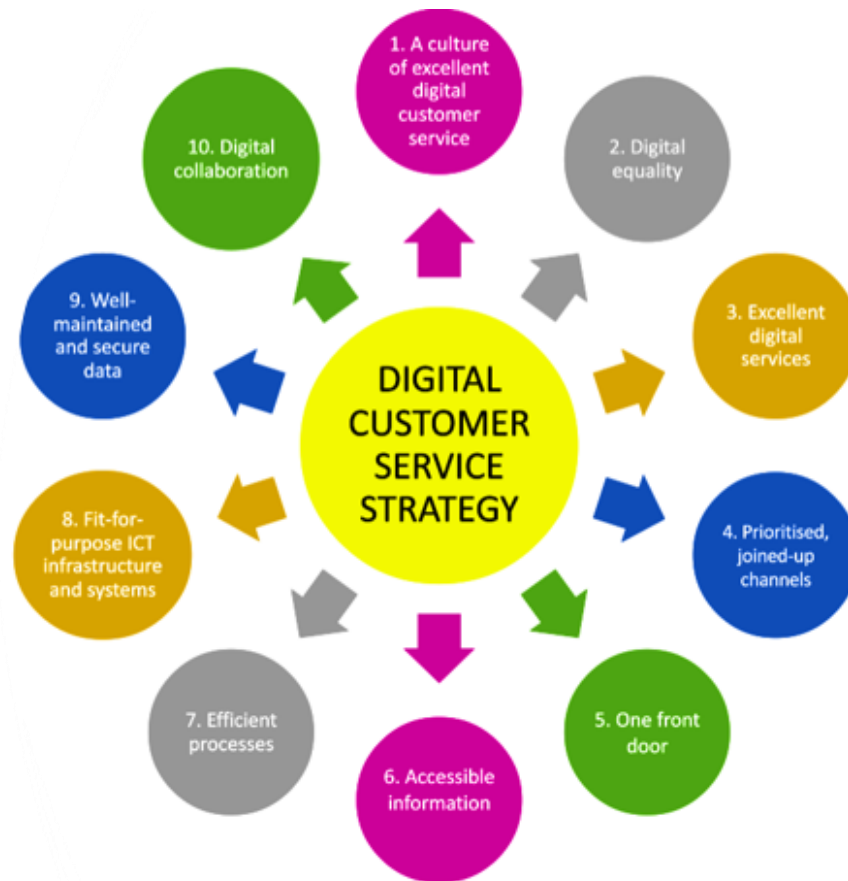 1. A culture
of excellent
digital
customer
service
2. Digital
equality
3. Excellent
digital
services
4. Prioritised,
joined-up
channels
5. One front
door
6. Accessible
information
7. Efficient
processes
8. Fit-for-
purpose ICT
infrastructure
and systems
9. Well-
maintained
and secure
data
10. Digital
collaboration
DIGITAL
CUSTOMER
SERVICE
STRATEGY